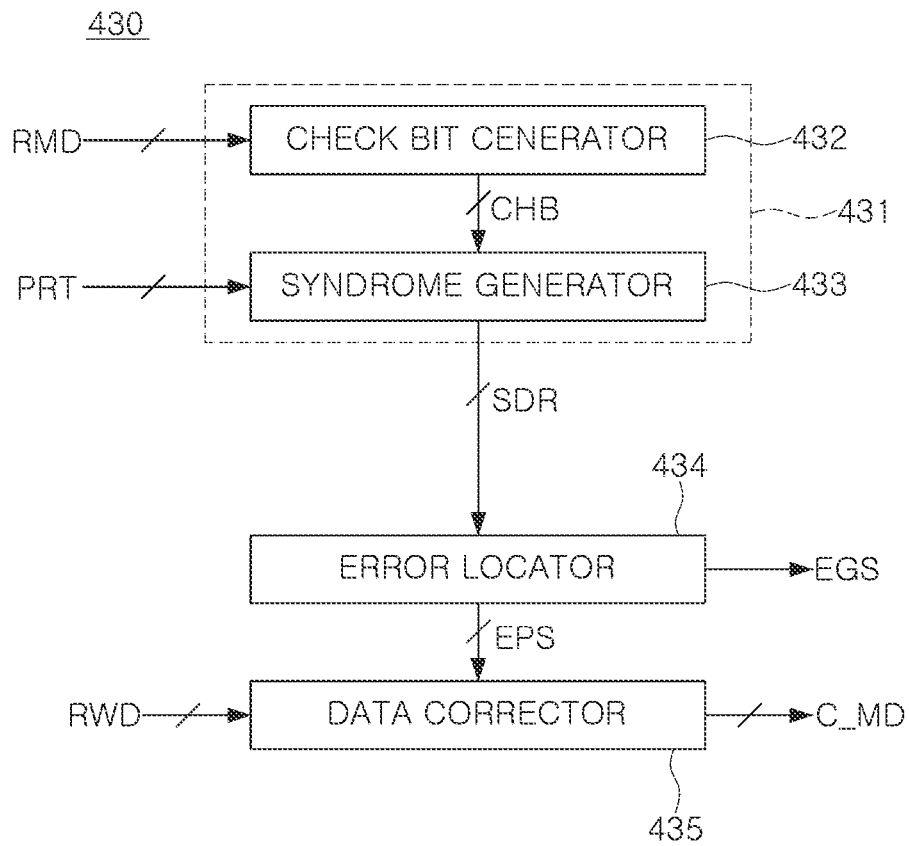 430
RMD
CHECK BIT CENERATOR
432
CHB
431
PRT
SYNDROME GENERATOR
433
SDR
434
ERROR LOCATOR
EGS
EPS
RWD
DATA CORRECTOR
C_MD
435